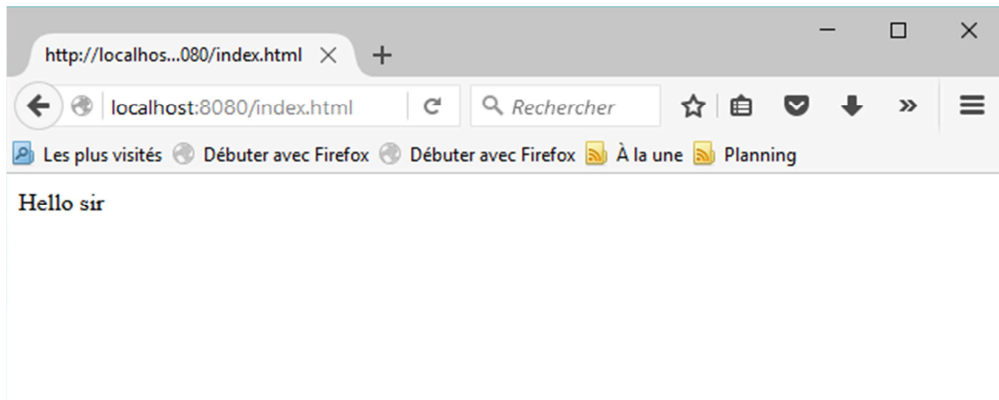 http://localhos...080/index.html
localhost:8080/index.html
Rechercher
Les plus visités Débuter avec Firefox Débuter avec Firefox À la une Planning
Hello sir